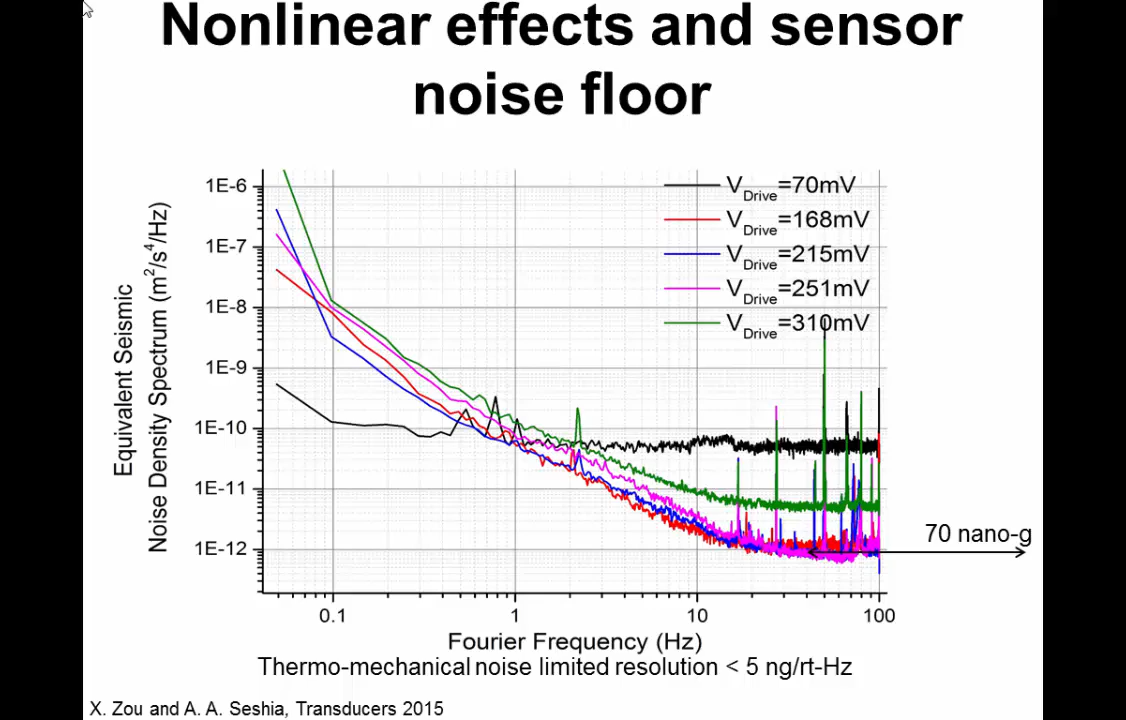 Nonlinear effects and sensor
noise floor
V_Drive=70mV
V_Drive=168mV
V_Drive=215mV
V_Drive=251mV
V_Drive=310mV
Equivalent Seismic
Noise Density Spectrum (m²/s⁴/Hz)
1E-6
1E-7
1E-8
1E-9
1E-10
1E-11
1E-12
70 nano-g
0.1 1 10 100
Fourier Frequency (Hz)
Thermo-mechanical noise limited resolution < 5 ng/rt-Hz
X. Zou and A. A. Seshia, Transducers 2015